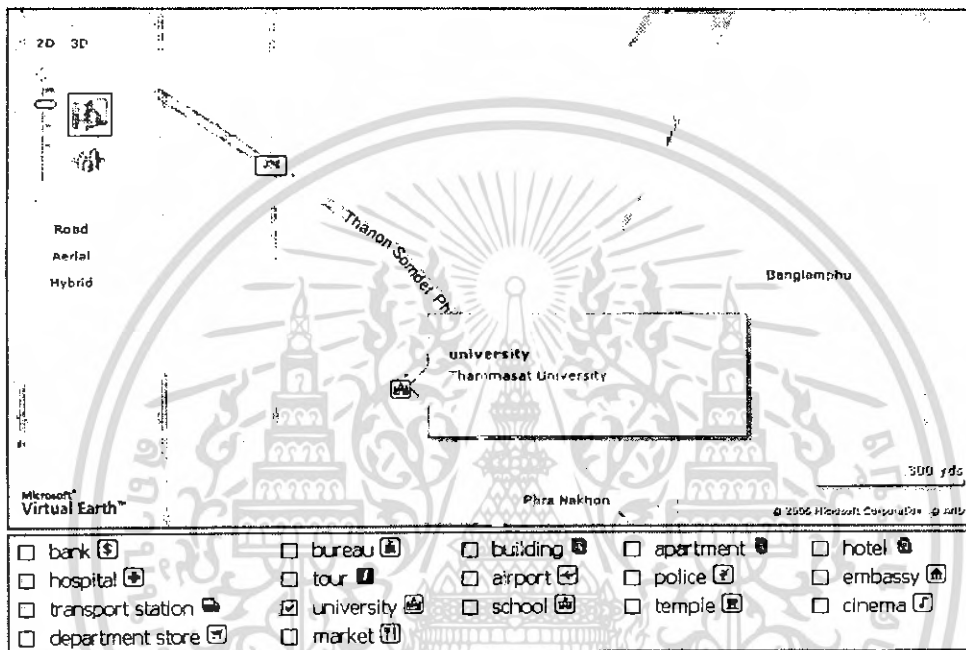 2D 3D
Road
Aerial
Hybrid
Thanon Somdet Ph
Banglamphu
university
Thammasat University
300 yds
Phra Nakhon
Microsoft®
Virtual Earth™
© 2006 Microsoft Corporation ©
bank bureau building apartment hotel
hospital tour airport police embassy
transport station university school temple cinema
department store market